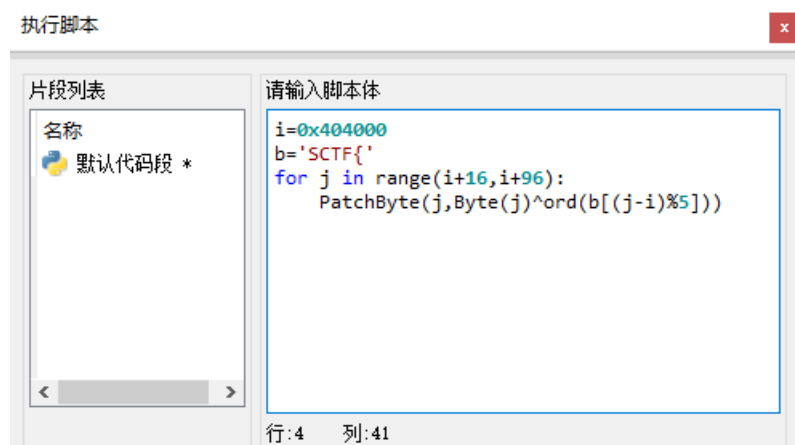 执行脚本
x
片段列表
请输入脚本体
名称
默认代码段 *
i=0x404000
b='SCTF{'
for j in range(i+16,i+96):
    PatchByte(j,Byte(j)^ord(b[(j-i)%5]))
行:4 列:41